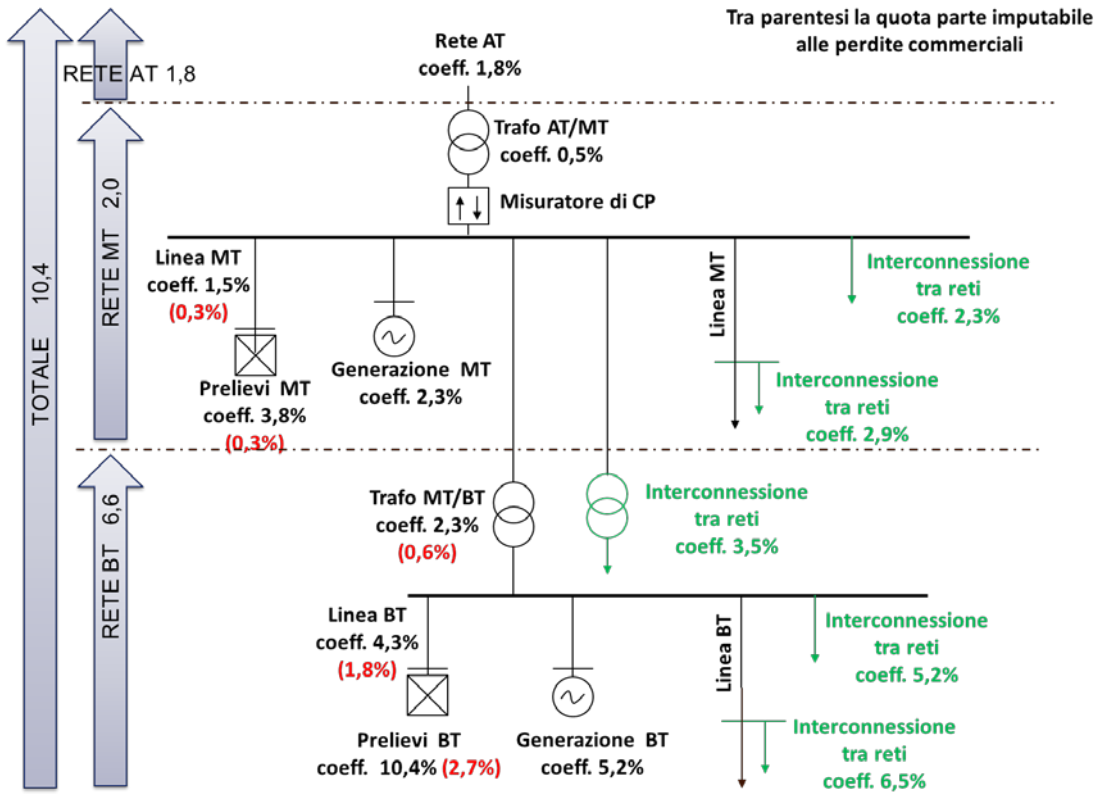 Tra parentesi la quota parte imputabile
alle perdite commerciali
RETE AT 1,8
Rete AT
coeff. 1,8%
Trafo AT/MT
coeff. 0,5%
Misuratore di CP
TOTALE 10,4
RETE MT 2,0
Linea MT
coeff. 1,5%
(0,3%)
Prelievi MT
coeff. 3,8%
(0,3%)
Generazione MT
coeff. 2,3%
Linea MT
Interconnessione
tra reti
coeff. 2,3%
Interconnessione
tra reti
coeff. 2,9%
RETE BT 6,6
Trafo MT/BT
coeff. 2,3%
(0,6%)
Interconnessione
tra reti
coeff. 3,5%
Linea BT
coeff. 4,3%
(1,8%)
Prelievi BT
coeff. 10,4% (2,7%)
Generazione BT
coeff. 5,2%
Linea BT
Interconnessione
tra reti
coeff. 5,2%
Interconnessione
tra reti
coeff. 6,5%